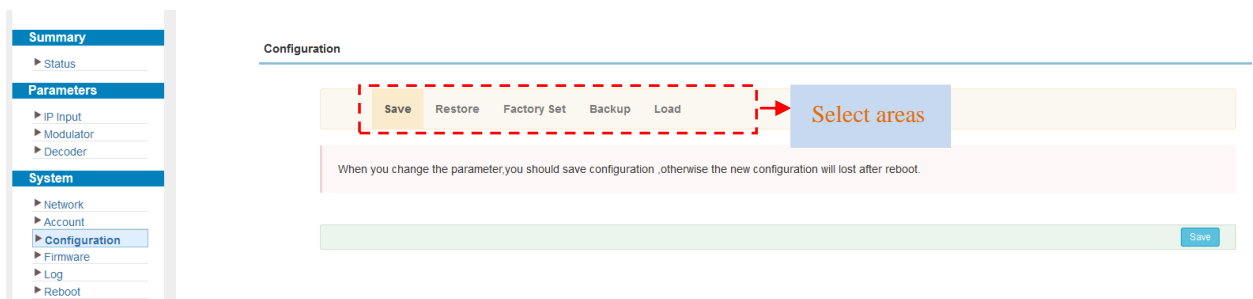 Summary
Status
Parameters
IP Input
Modulator
Decoder
System
Network
Account
Configuration
Firmware
Log
Reboot
Configuration
Save Restore Factory Set Backup Load
Select areas
When you change the parameter,you should save configuration ,otherwise the new configuration will lost after reboot.
Save